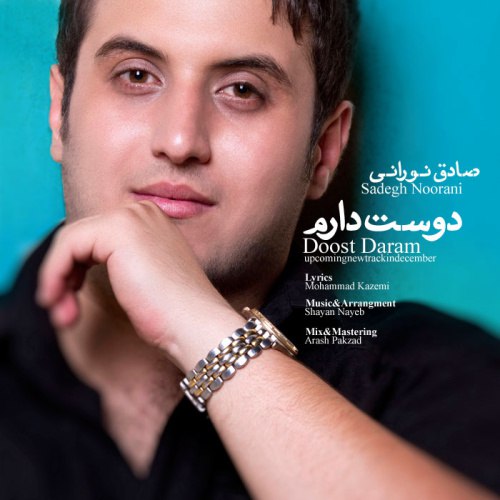 صادق نورانی
Sadegh Noorani
دوست دارم
Doost Daram
upcomingnewtrackindecember
Lyrics
Mohammad Kazemi
Music&Arrangment
Shayan Nayeb
Mix&Mastering
Arash Pakzad